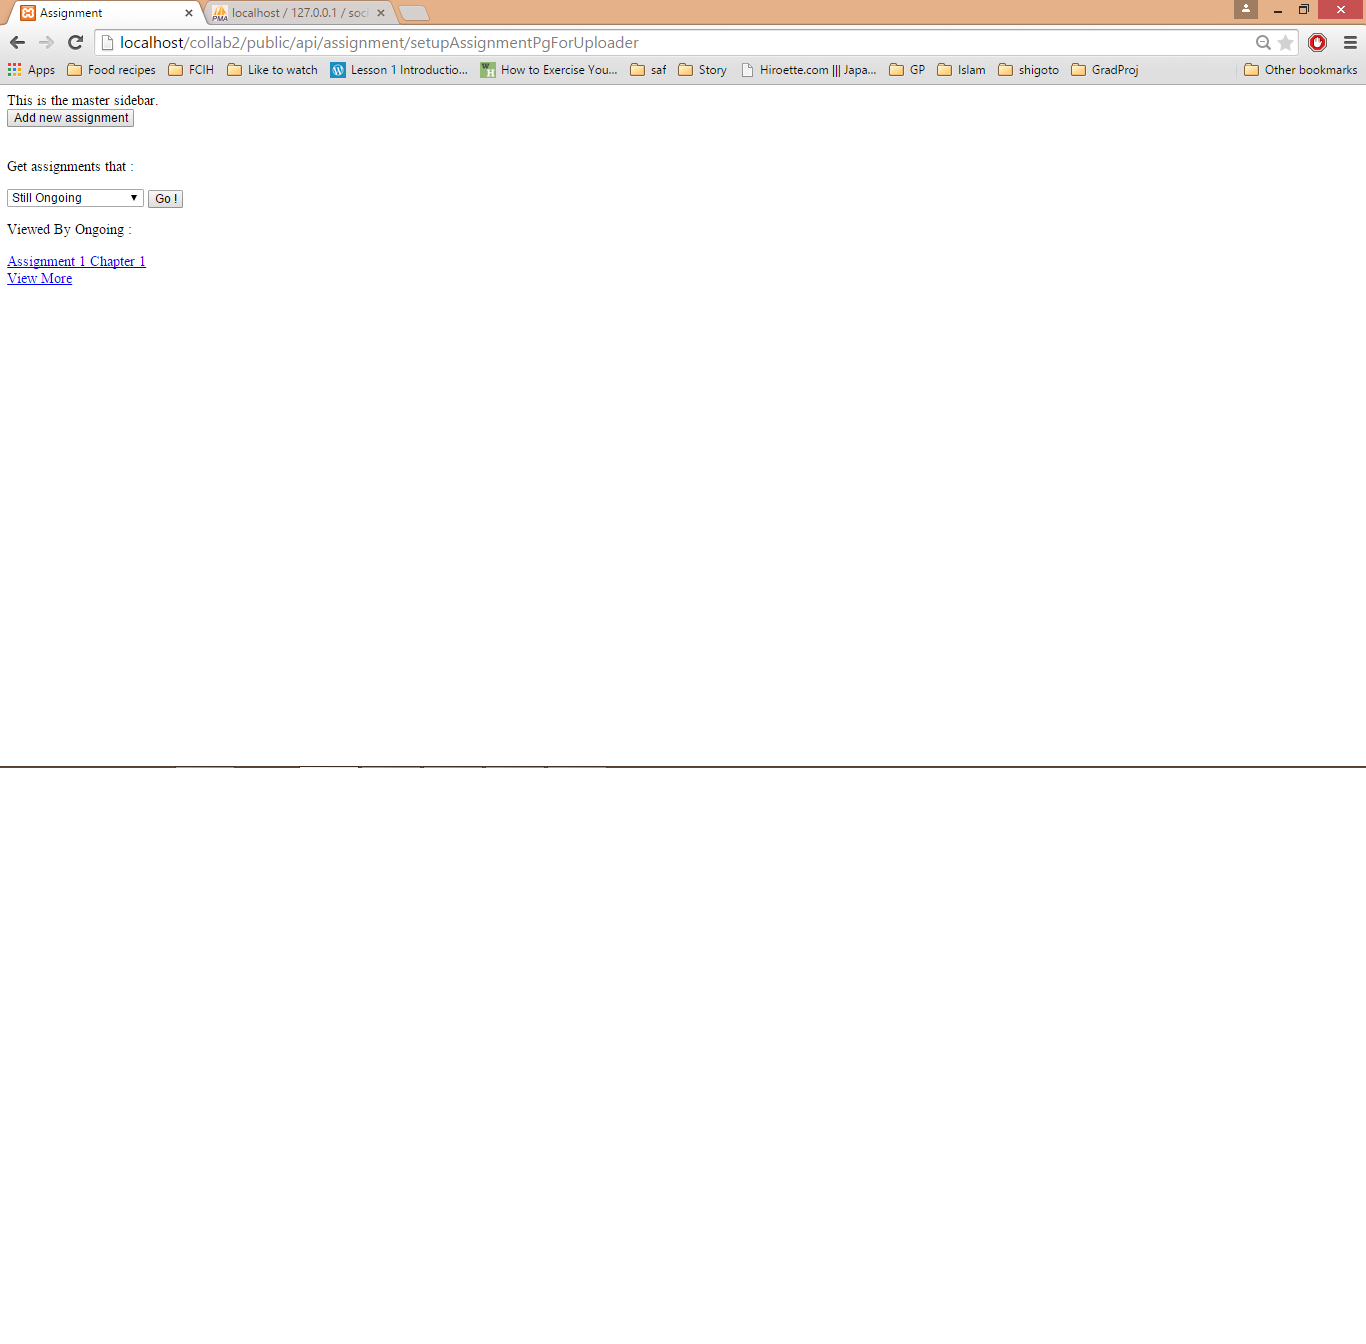 Assignment
PMA localhost / 127.0.0.1 / soci
localhost/collab2/public/api/assignment/setupAssignmentPgForUploader
Apps Food recipes FCIH Like to watch Lesson 1 Introductio... WH How to Exercise You... saf Story Hiroette.com ||| Japa... GP Islam shigoto GradProj Other bookmarks
This is the master sidebar.
Add new assignment
Get assignments that :
Still Ongoing Go !
Viewed By Ongoing :
Assignment 1 Chapter 1
View More